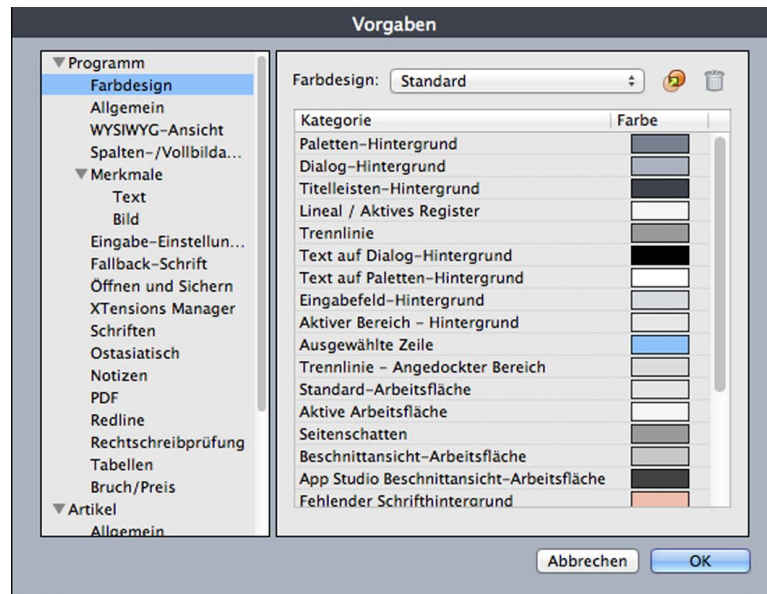 Vorgaben
Programm
Farbdesign
Allgemein
WYSIWYG-Ansicht
Spalten-/Vollbilda...
Merkmale
Text
Bild
Eingabe-Einstellun...
Fallback-Schrift
Öffnen und Sichern
XTensions Manager
Schriften
Ostasiatisch
Notizen
PDF
Redline
Rechtschreibprüfung
Tabellen
Bruch/Preis
Artikel
Allgemein
Farbdesign: Standard
Kategorie Farbe
Paletten-Hintergrund
Dialog-Hintergrund
Titelleisten-Hintergrund
Lineal / Aktives Register
Trennlinie
Text auf Dialog-Hintergrund
Text auf Paletten-Hintergrund
Eingabefeld-Hintergrund
Aktiver Bereich - Hintergrund
Ausgewählte Zeile
Trennlinie - Angedockter Bereich
Standard-Arbeitsfläche
Aktive Arbeitsfläche
Seitenschatten
Beschnittansicht-Arbeitsfläche
App Studio Beschnittansicht-Arbeitsfläche
Fehlender Schrifthintergrund
Abbrechen OK